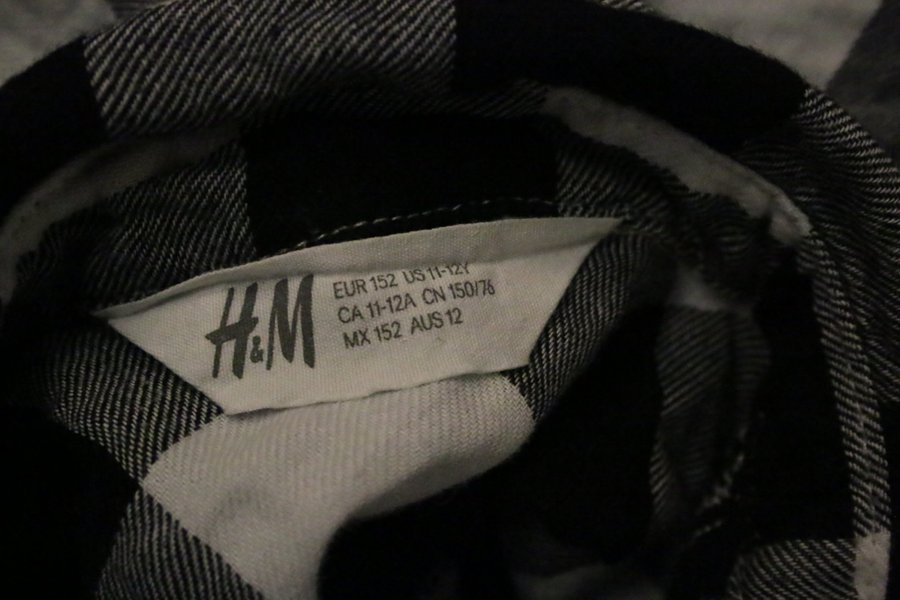 H&M
EUR 152 US 11-12Y
CA 11-12A CN 150/76
MX 152 AUS 12